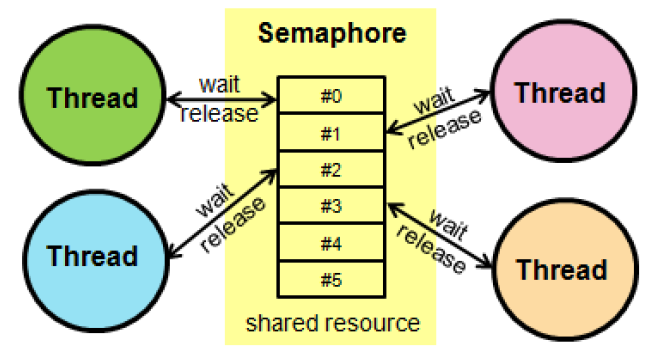 Semaphore
Thread
wait
release
#0
#1
#2
#3
#4
#5
wait
release
Thread
Thread
wait
release
wait
release
Thread
shared resource